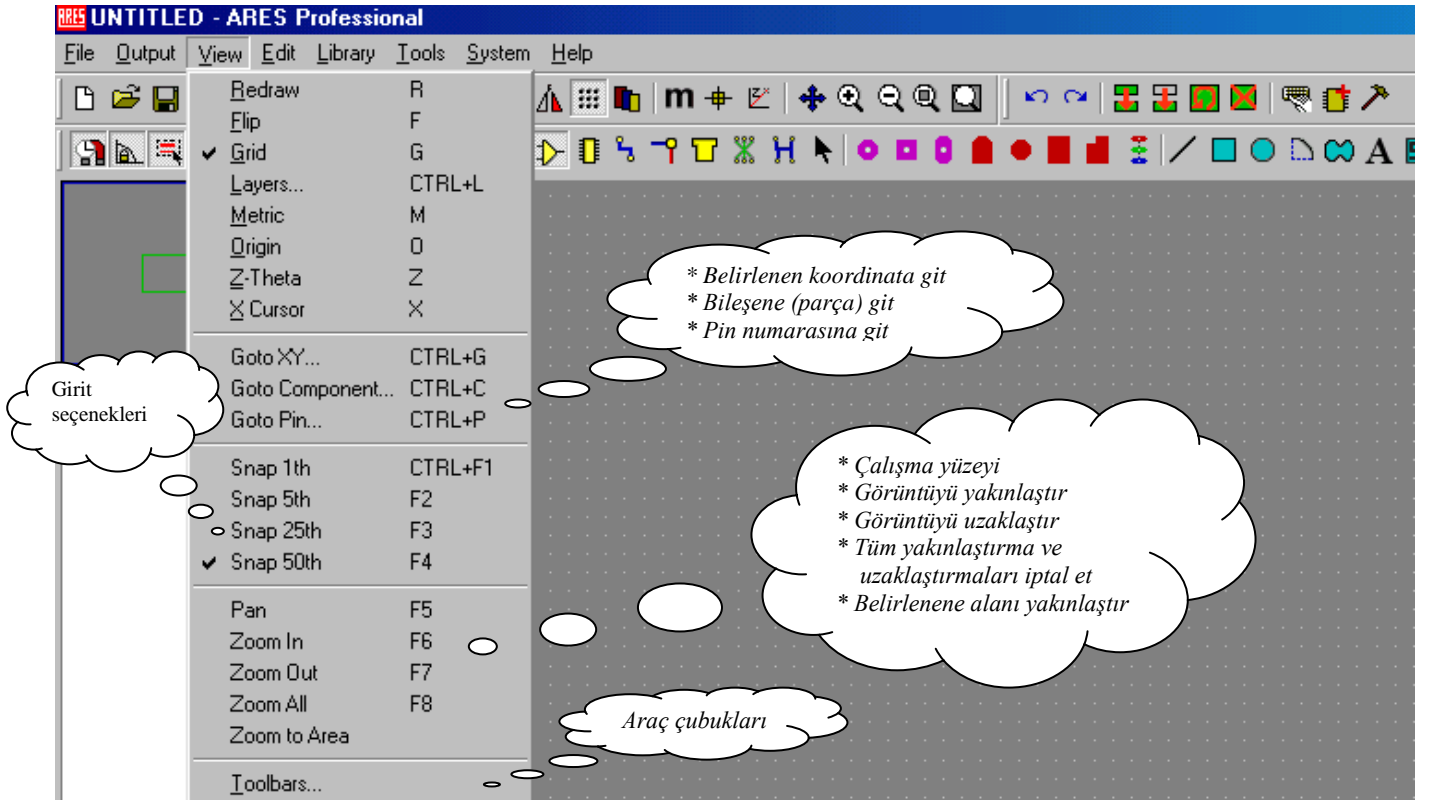 ARES UNTITLED - ARES Professional
File Output View Edit Library Tools System Help
Redraw R
Flip F
Grid G
Layers... CTRL+L
Metric M
Origin O
Z-Theta Z
X Cursor X
Goto XY... CTRL+G
Goto Component... CTRL+C
Goto Pin... CTRL+P
Snap 1th CTRL+F1
Snap 5th F2
Snap 25th F3
Snap 50th F4
Pan F5
Zoom In F6
Zoom Out F7
Zoom All F8
Zoom to Area
Toolbars...
m
A
* Belirlenen koordinata git
* Bileşene (parça) git
* Pin numarasına git
Girit
seçenekleri
* Çalışma yüzeyi
* Görüntüyü yakınlaştır
* Görüntüyü uzaklaştır
* Tüm yakınlaştırma ve
uzaklaştırmaları iptal et
* Belirlenene alanı yakınlaştır
Araç çubukları